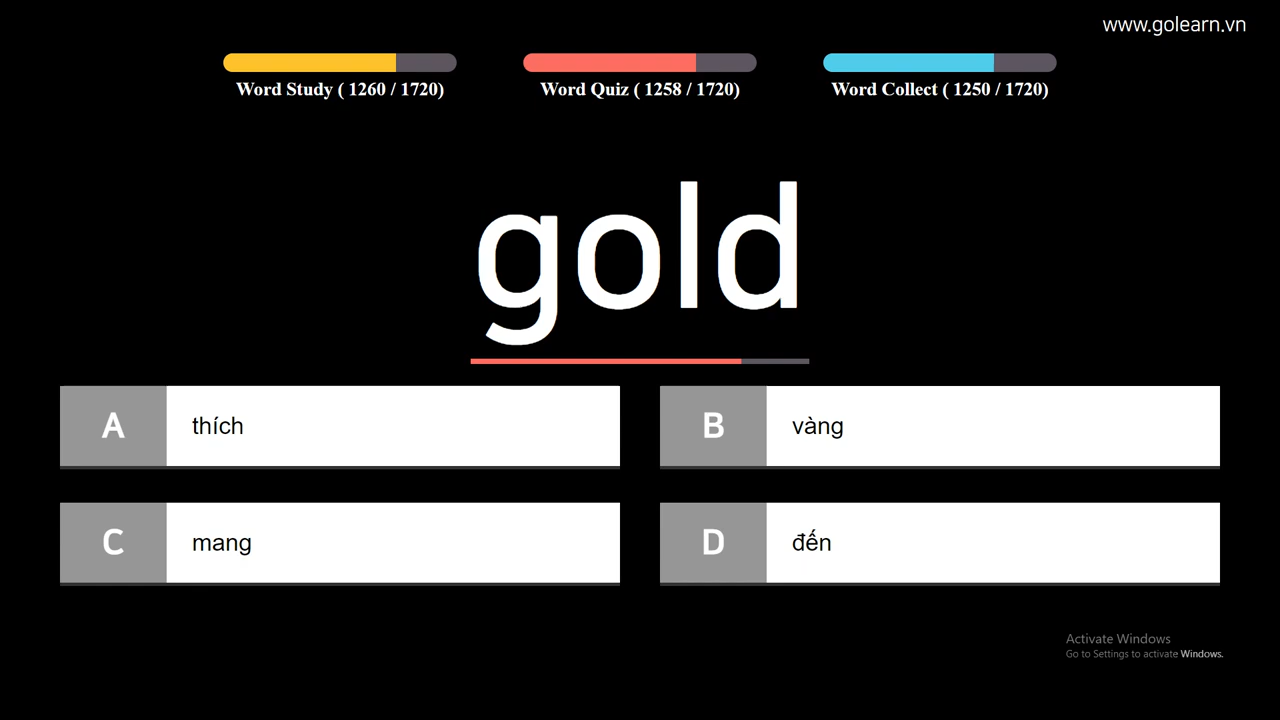 www.golearn.vn
Word Study ( 1260 / 1720)
Word Quiz ( 1258 / 1720)
Word Collect ( 1250 / 1720)
gold
A thích
B vàng
C mang
D đến
Activate Windows
Go to Settings to activate Windows.